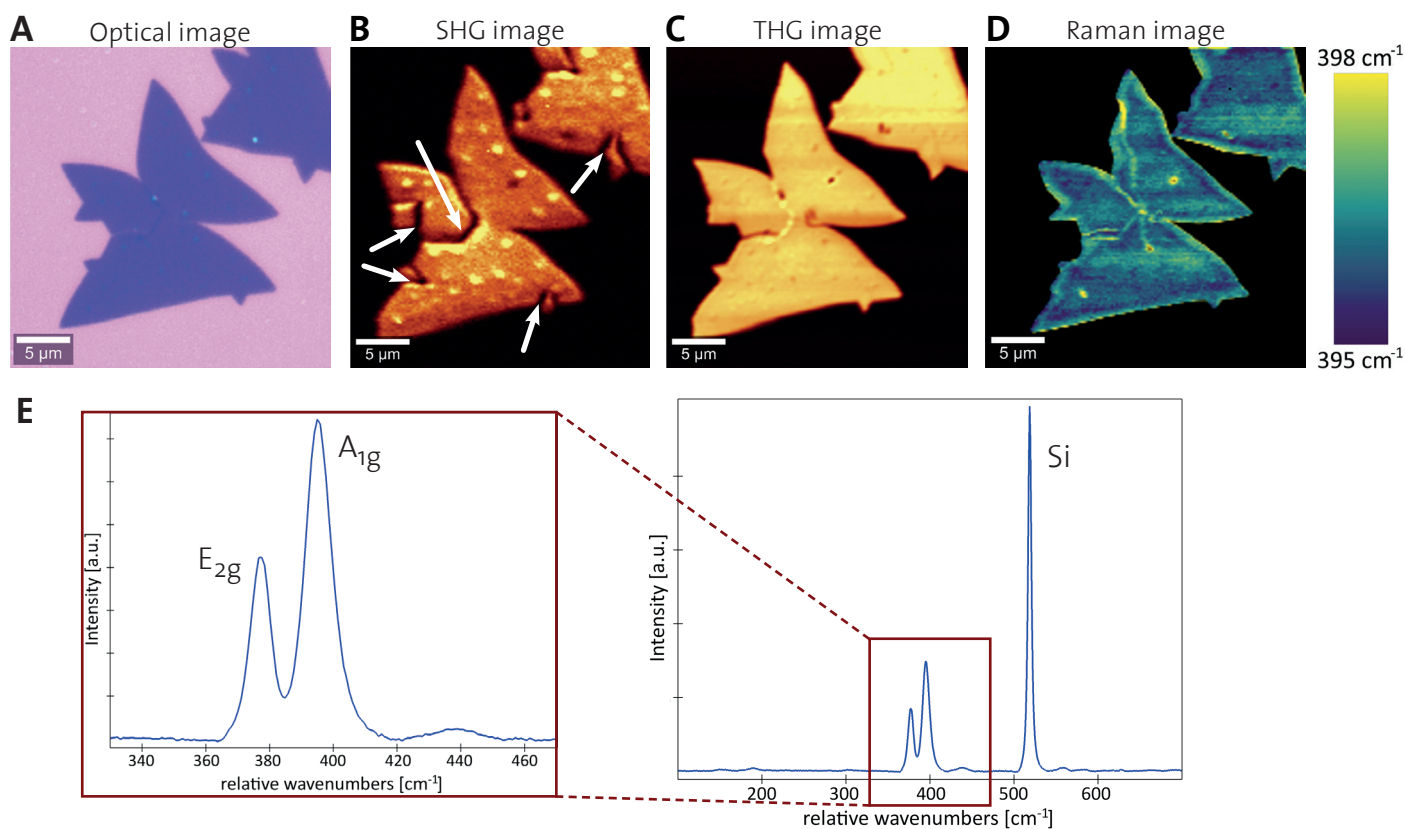 A Optical image
B SHG image
C THG image
D Raman image
398 cm⁻¹
395 cm⁻¹
5 µm
5 µm
5 µm
5 µm
E
E₂g
A₁g
Intensity [a.u.]
340 360 380 400 420 440 460
relative wavenumbers [cm⁻¹]
Si
Intensity [a.u.]
200 300 400 500 600
relative wavenumbers [cm⁻¹]